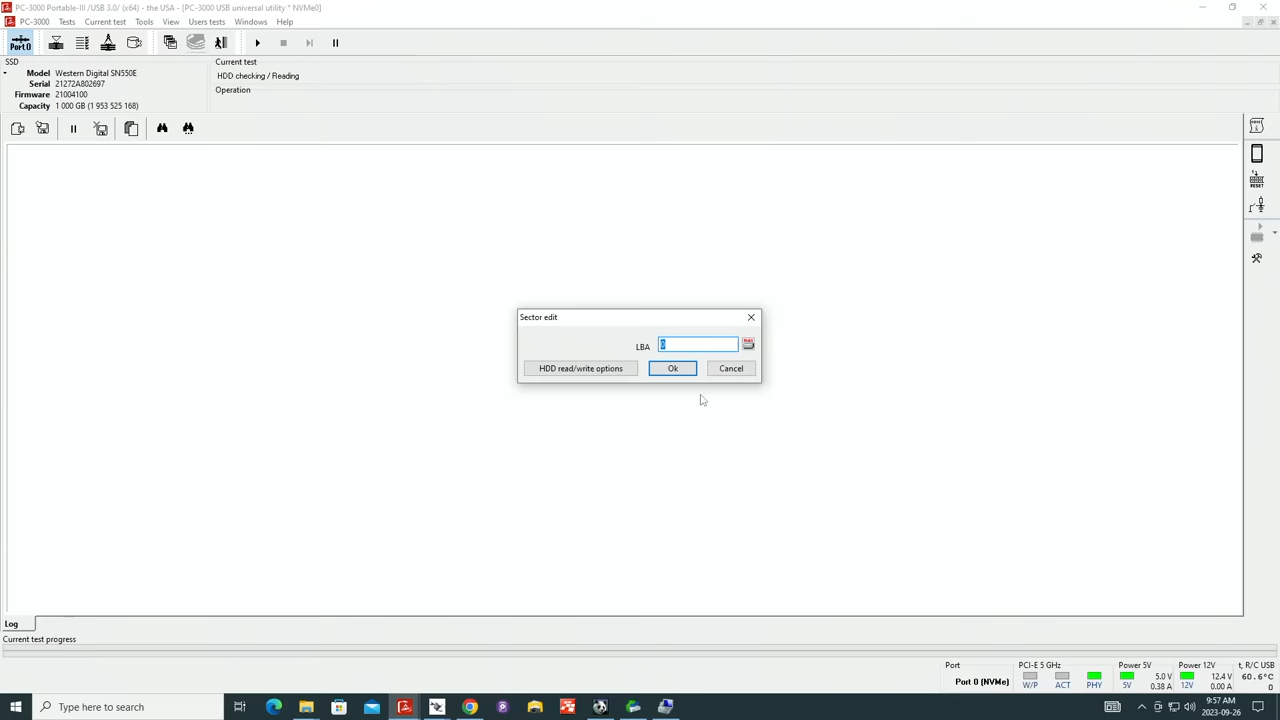 PC-3000 Portable-III /USB 3.0/ (x64) - the USA - [PC-3000 USB universal utility * NVMe0]
PC-3000 Tests Current test Tools View Users tests Windows Help
Port 0
SSD
Model Western Digital SN550E
Serial 21272A802697
Firmware 21004100
Capacity 1 000 GB (1 953 525 168)
Current test
HDD checking / Reading
Operation
RESET
Sector edit
LBA 0
HDD read/write options Ok Cancel
Log
Current test progress
Port PCI-E 5 GHz Power 5V Power 12V t, R/C USB
Port 0 (NVMe) 5.0 V 12.4 V 60.6°C
W/P ACT PHY 5V 0.38 A 12V 0.00 A 0
Type here to search
9:57 AM
2023-09-26